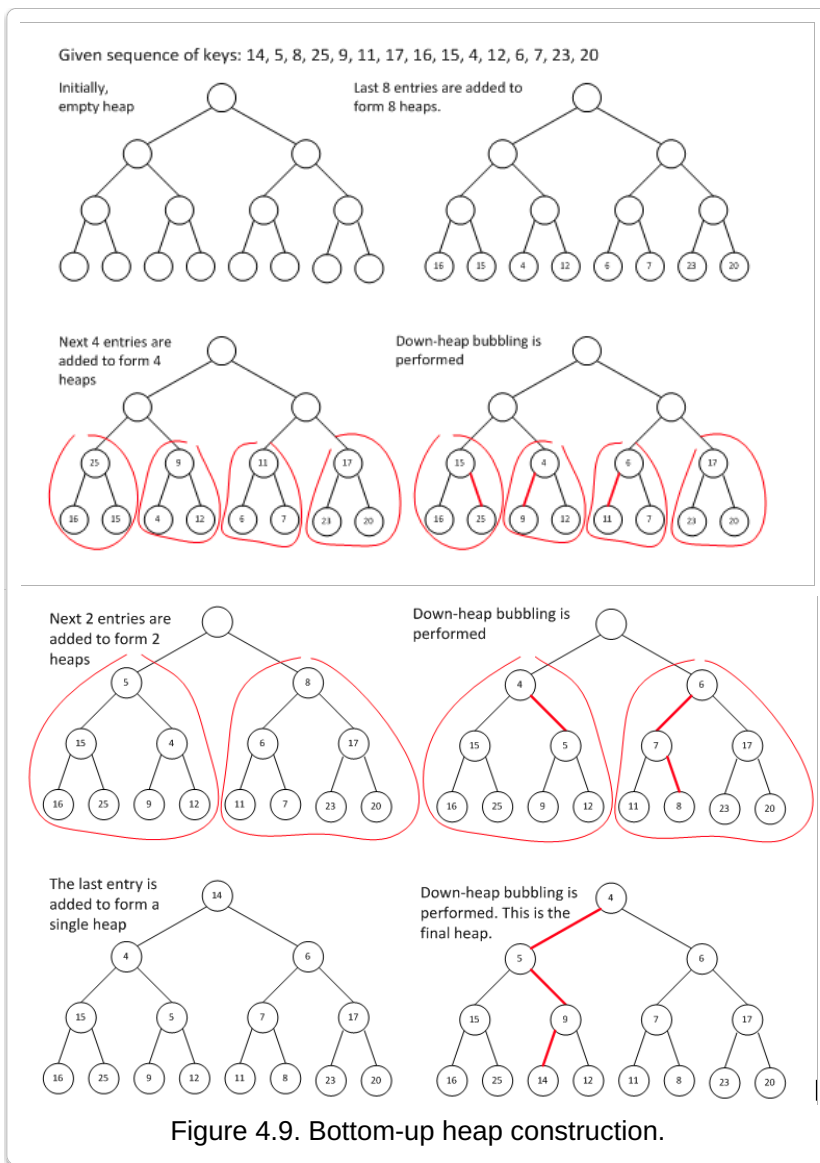 Given sequence of keys: 14, 5, 8, 25, 9, 11, 17, 16, 15, 4, 12, 6, 7, 23, 20
Initially,
empty heap
Last 8 entries are added to
form 8 heaps.
16 15 4 12 6 7 23 20
Next 4 entries are
added to form 4
heaps
25 9 11 17
16 15 4 12 6 7 23 20
Down-heap bubbling is
performed
15 4 6 17
16 25 9 12 11 7 23 20
Next 2 entries are
added to form 2
heaps
5 8
15 4 6 17
16 25 9 12 11 7 23 20
Down-heap bubbling is
performed
4 6
15 5 7 17
16 25 9 12 11 8 23 20
The last entry is
added to form a
single heap
14
4 6
15 5 7 17
16 25 9 12 11 8 23 20
Down-heap bubbling is
performed. This is the
final heap.
4
5 6
15 9 7 17
16 25 14 12 11 8 23 20
Figure 4.9. Bottom-up heap construction.